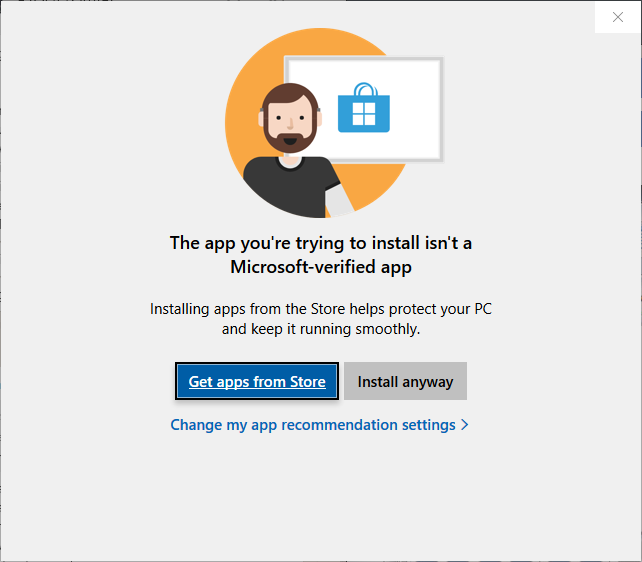 The app you're trying to install isn't a
Microsoft-verified app
Installing apps from the Store helps protect your PC
and keep it running smoothly.
Get apps from Store
Install anyway
Change my app recommendation settings